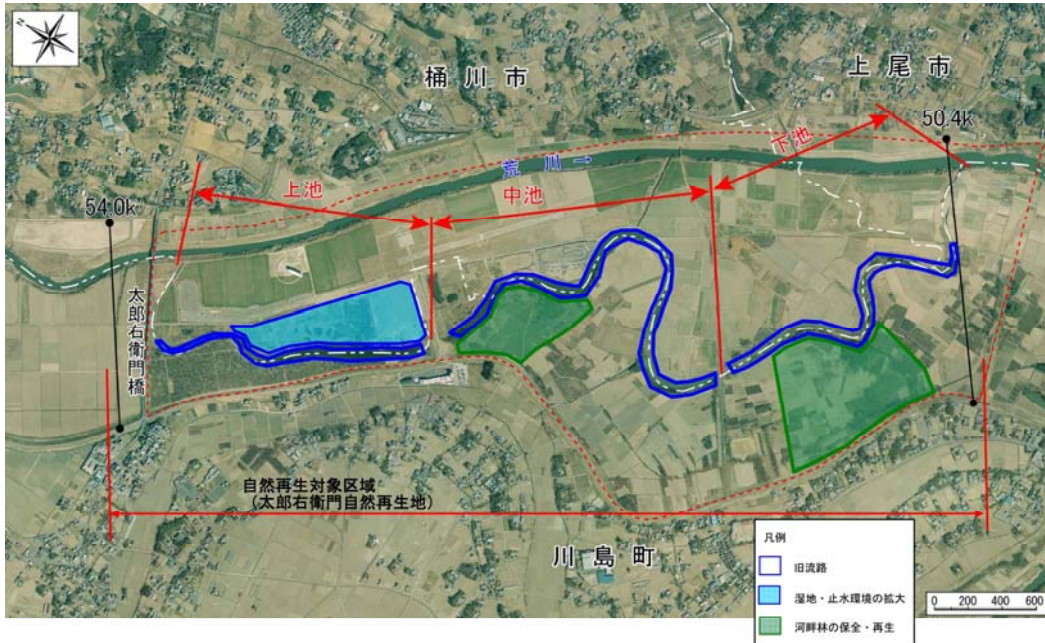 N
桶川市
上尾市
50.4k
下池
荒川→
上池
中池
54.0k
太郎右衛門橋
自然再生対象区域
(太郎右衛門自然再生地)
川島町
凡例
旧流路
湿地・止水環境の拡大
河畔林の保全・再生
0 200 400 600